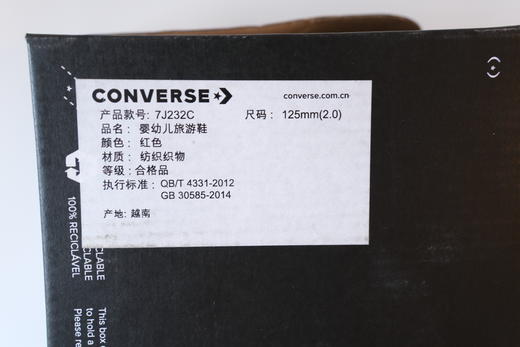 CONVERSE
converse.com.cn
产品款号: 7J232C
尺码: 125mm(2.0)
品名: 婴幼儿旅游鞋
颜色: 红色
材质: 纺织织物
等级: 合格品
执行标准: QB/T 4331-2012
GB 30585-2014
产地: 越南
100% RECICLÁVEL
This box
to hold a
Please re